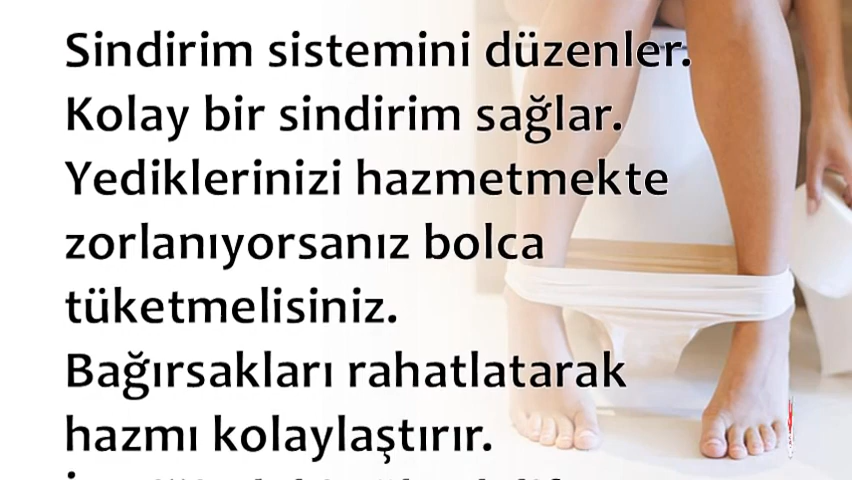 Sindirim sistemini düzenler.
Kolay bir sindirim sağlar.
Yediklerinizi hazmetmekte
zorlanıyorsanız bolca
tüketmelisiniz.
Bağırsakları rahatlatarak
hazmı kolaylaştırır.